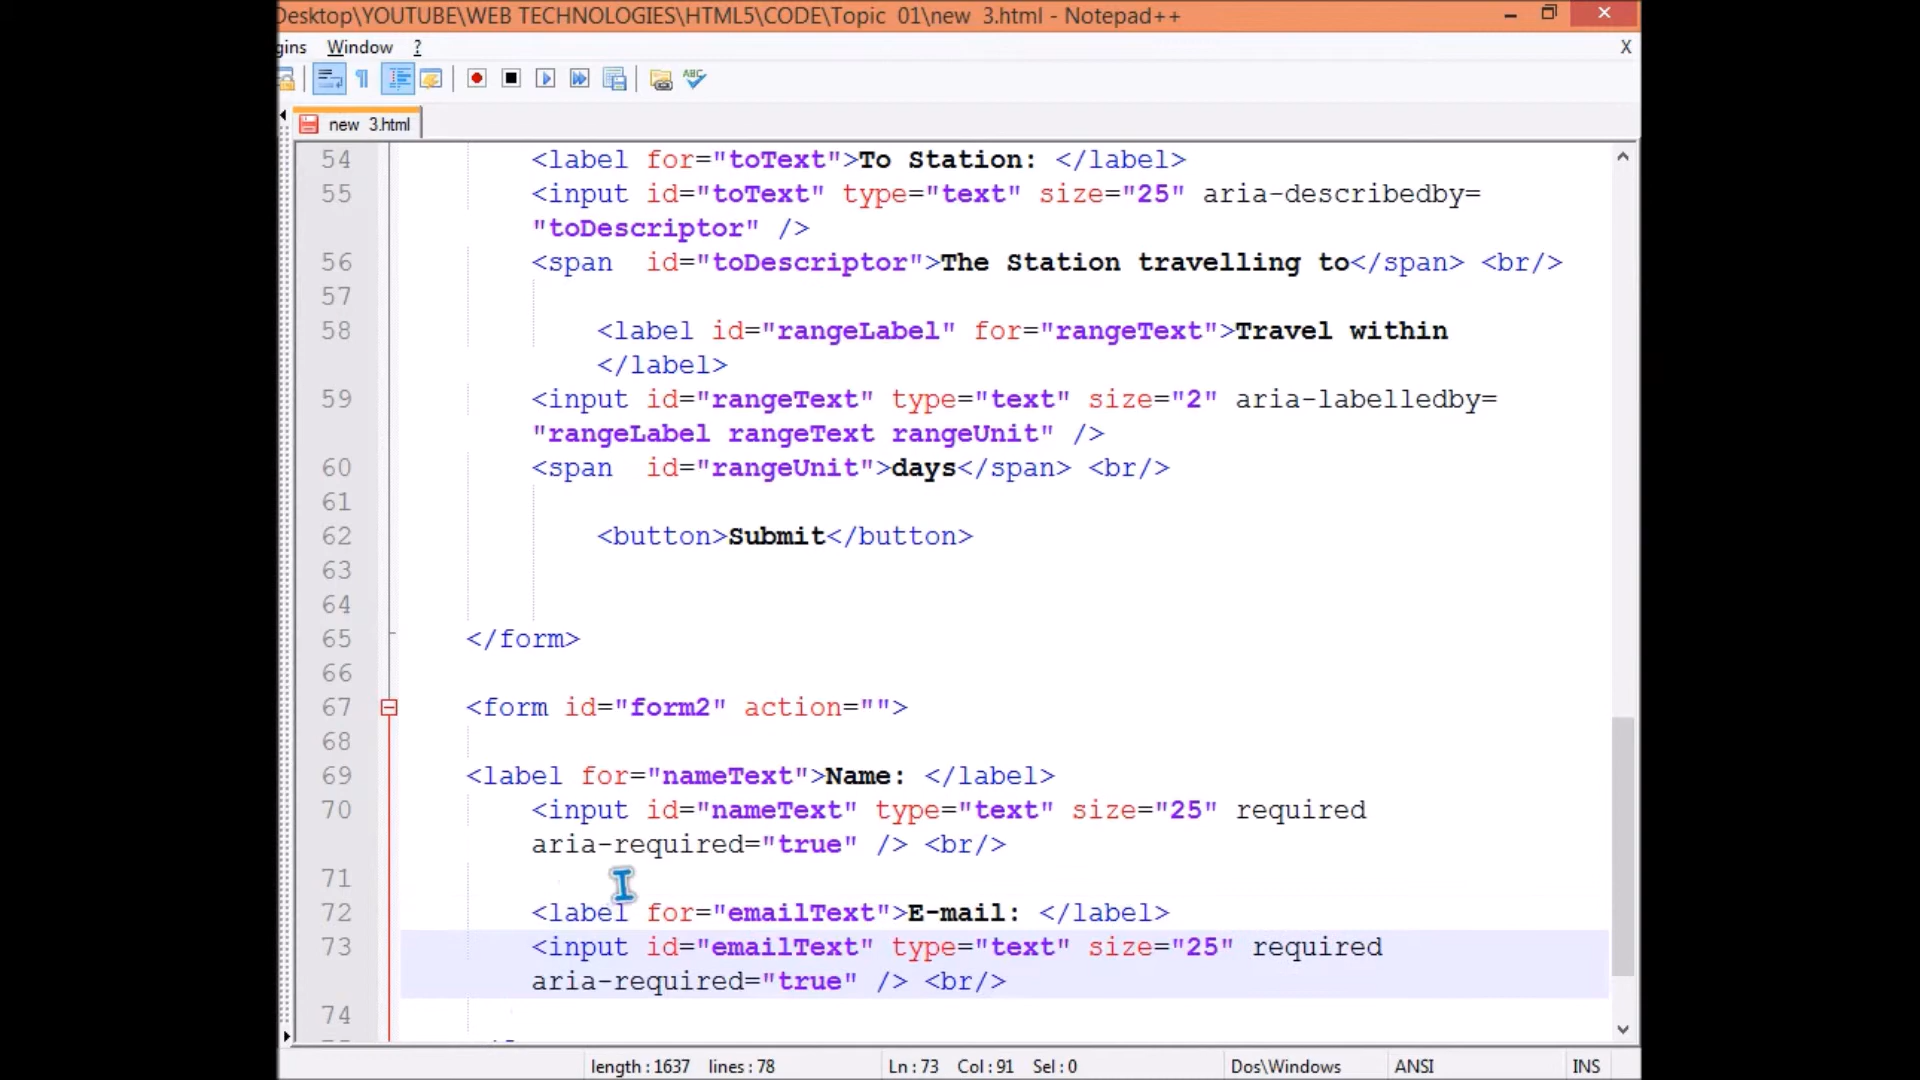 Desktop\YOUTUBE\WEB TECHNOLOGIES\HTML5\CODE\Topic 01\new 3.html - Notepad++
gins Window ? X
ABC
new 3.html
54 <label for="toText">To Station: </label>
55 <input id="toText" type="text" size="25" aria-describedby=
"toDescriptor" />
56 <span id="toDescriptor">The Station travelling to</span> <br/>
57
58 <label id="rangeLabel" for="rangeText">Travel within
</label>
59 <input id="rangeText" type="text" size="2" aria-labelledby=
"rangeLabel rangeText rangeUnit" />
60 <span id="rangeUnit">days</span> <br/>
61
62 <button>Submit</button>
63
64
65 </form>
66
67 <form id="form2" action="">
68
69 <label for="nameText">Name: </label>
70 <input id="nameText" type="text" size="25" required
aria-required="true" /> <br/>
71
72 <label for="emailText">E-mail: </label>
73 <input id="emailText" type="text" size="25" required
aria-required="true" /> <br/>
74
length : 1637 lines : 78 Ln : 73 Col : 91 Sel : 0 Dos\Windows ANSI INS